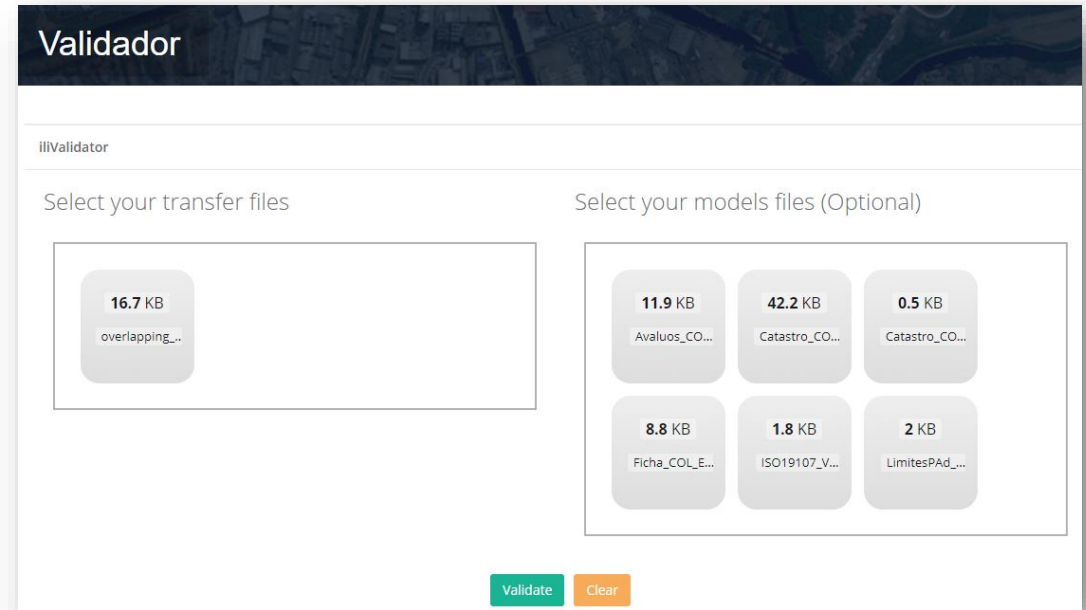 Validador
iliValidator
Select your transfer files
16.7 KB
overlapping_..
Select your models files (Optional)
11.9 KB
Avaluos_CO...
42.2 KB
Catastro_CO...
0.5 KB
Catastro_CO...
8.8 KB
Ficha_COL_E...
1.8 KB
ISO19107_V...
2 KB
LimitesPAd_...
Validate
Clear